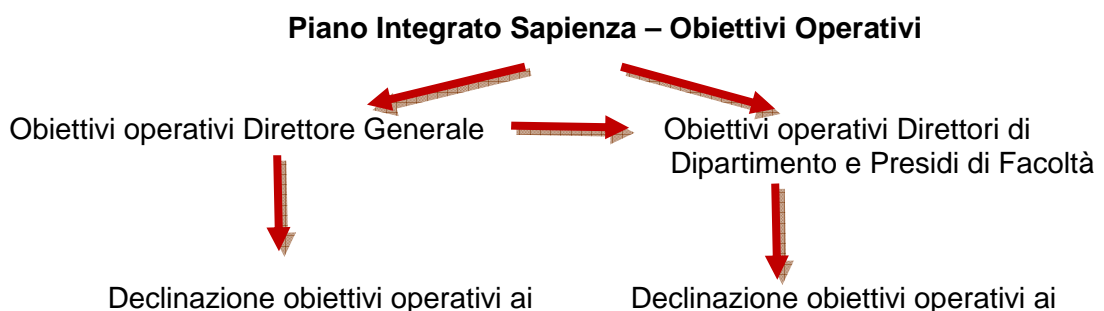 Piano Integrato Sapienza – Obiettivi Operativi
Obiettivi operativi Direttore Generale
Obiettivi operativi Direttori di
Dipartimento e Presidi di Facoltà
Declinazione obiettivi operativi ai
Declinazione obiettivi operativi ai